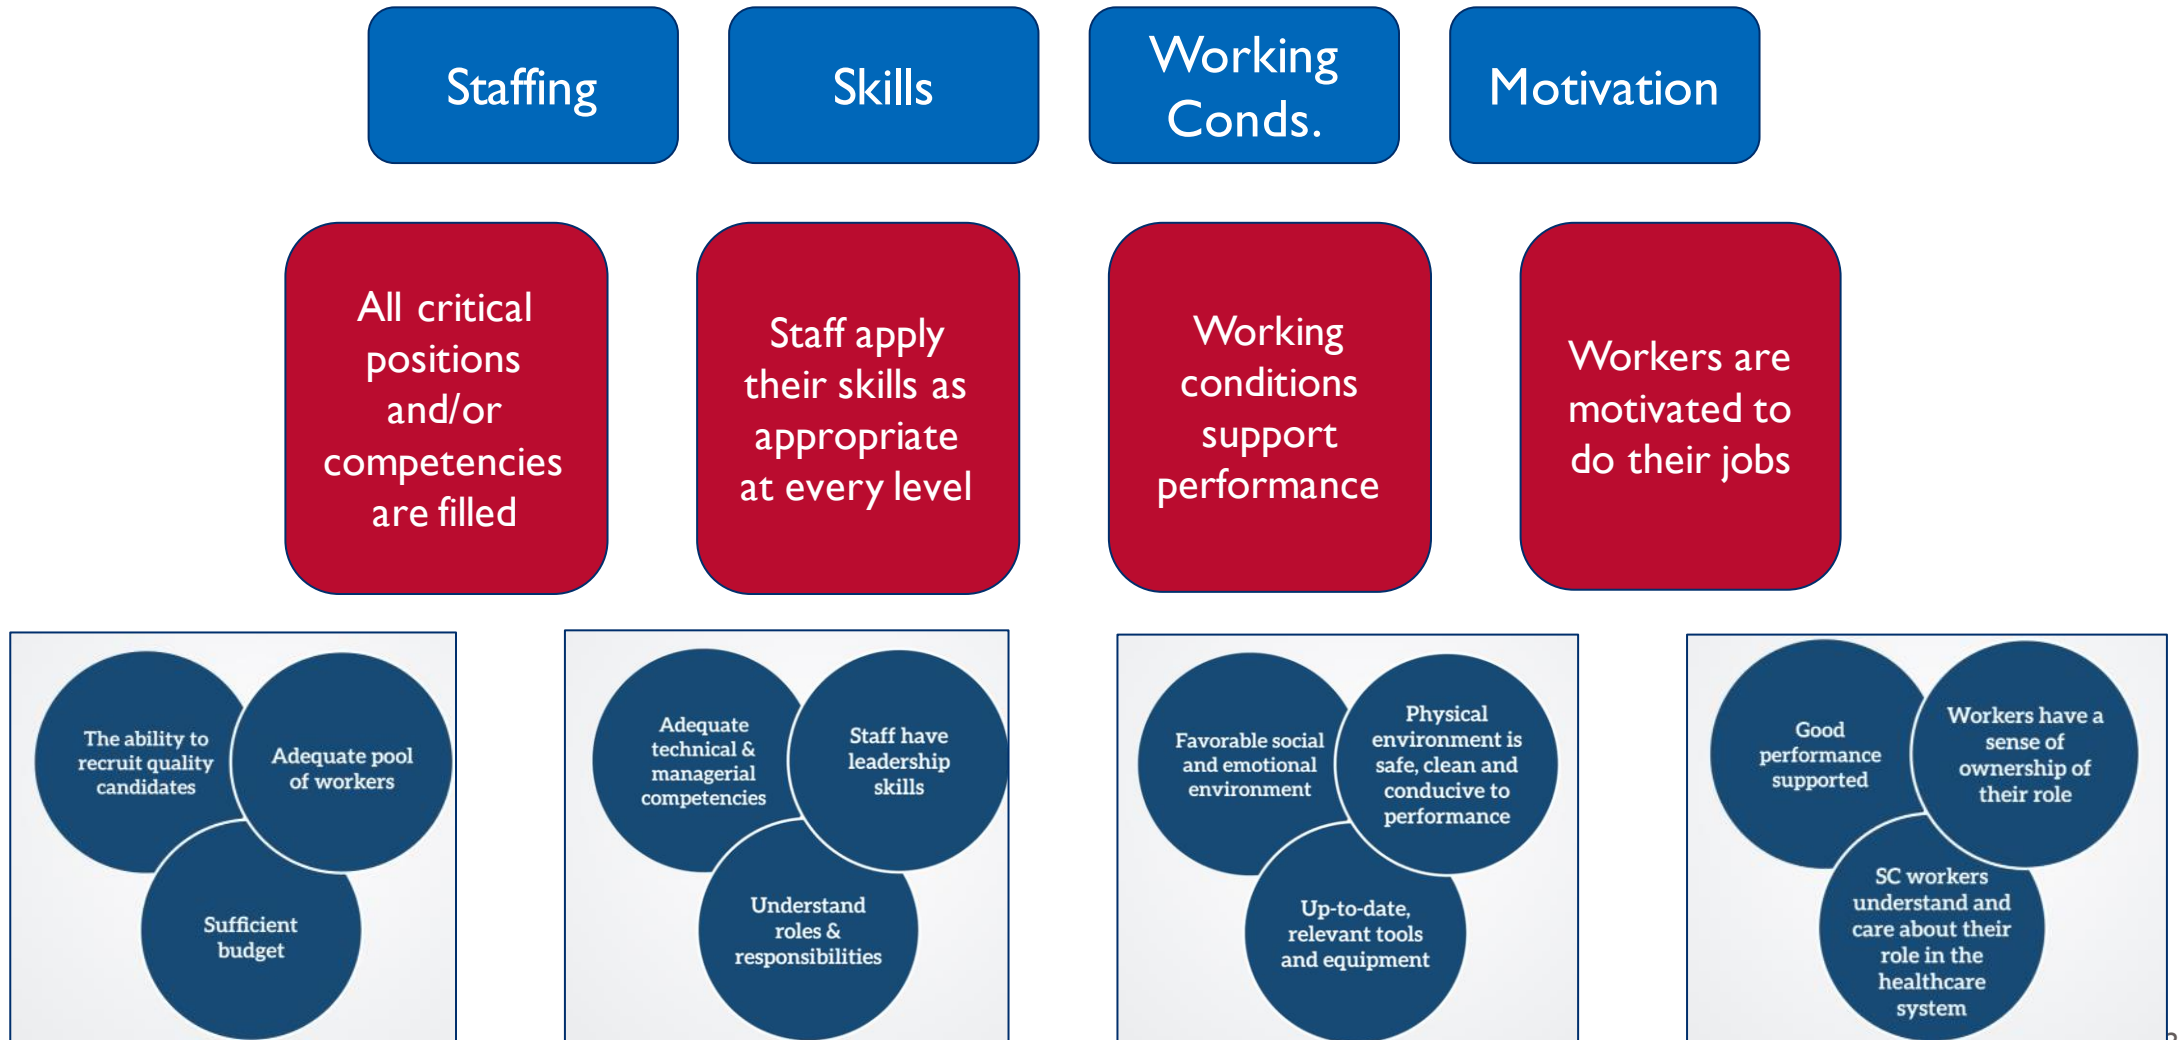 Staffing
Skills
Working
Conds.
Motivation
All critical
positions
and/or
competencies
are filled
Staff apply
their skills as
appropriate
at every level
Working
conditions
support
performance
Workers are
motivated to
do their jobs
The ability to
recruit quality
candidates
Adequate pool
of workers
Sufficient
budget
Adequate
technical &
managerial
competencies
Staff have
leadership
skills
Understand
roles &
responsibilities
Favorable social
and emotional
environment
Physical
environment is
safe, clean and
conducive to
performance
Up-to-date,
relevant tools
and equipment
Good
performance
supported
Workers have a
sense of
ownership of
their role
SC workers
understand and
care about their
role in the
healthcare
system